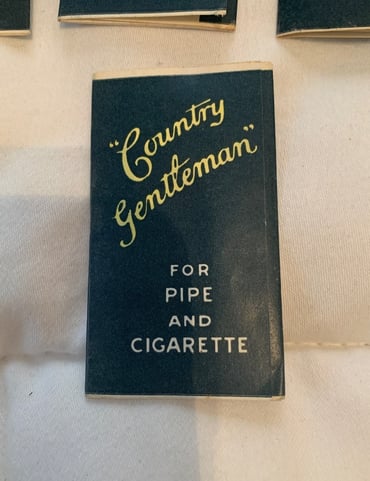 "Country
Gentleman"
FOR
PIPE
AND
CIGARETTE